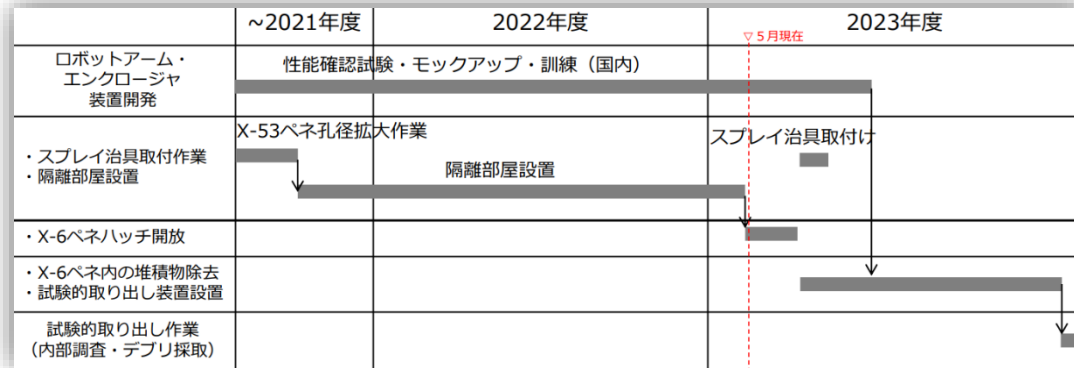 ~2021年度
2022年度
2023年度
▽５月現在
ロボットアーム・
エンクロージャ
装置開発
性能確認試験・モックアップ・訓練（国内）
X-53ペネ孔径拡大作業
スプレイ治具取付け
・スプレイ治具取付作業
・隔離部屋設置
隔離部屋設置
・X-6ペネハッチ開放
・X-6ペネ内の堆積物除去
・試験的取り出し装置設置
試験的取り出し作業
（内部調査・デブリ採取）